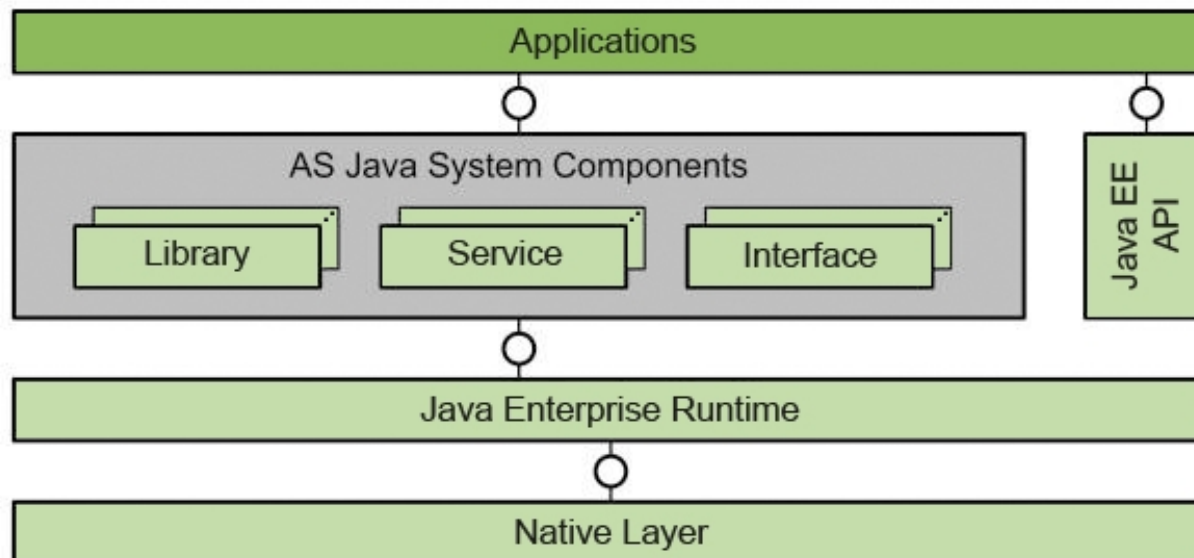 Applications
AS Java System Components
Library
Service
Interface
Java EE
API
Java Enterprise Runtime
Native Layer